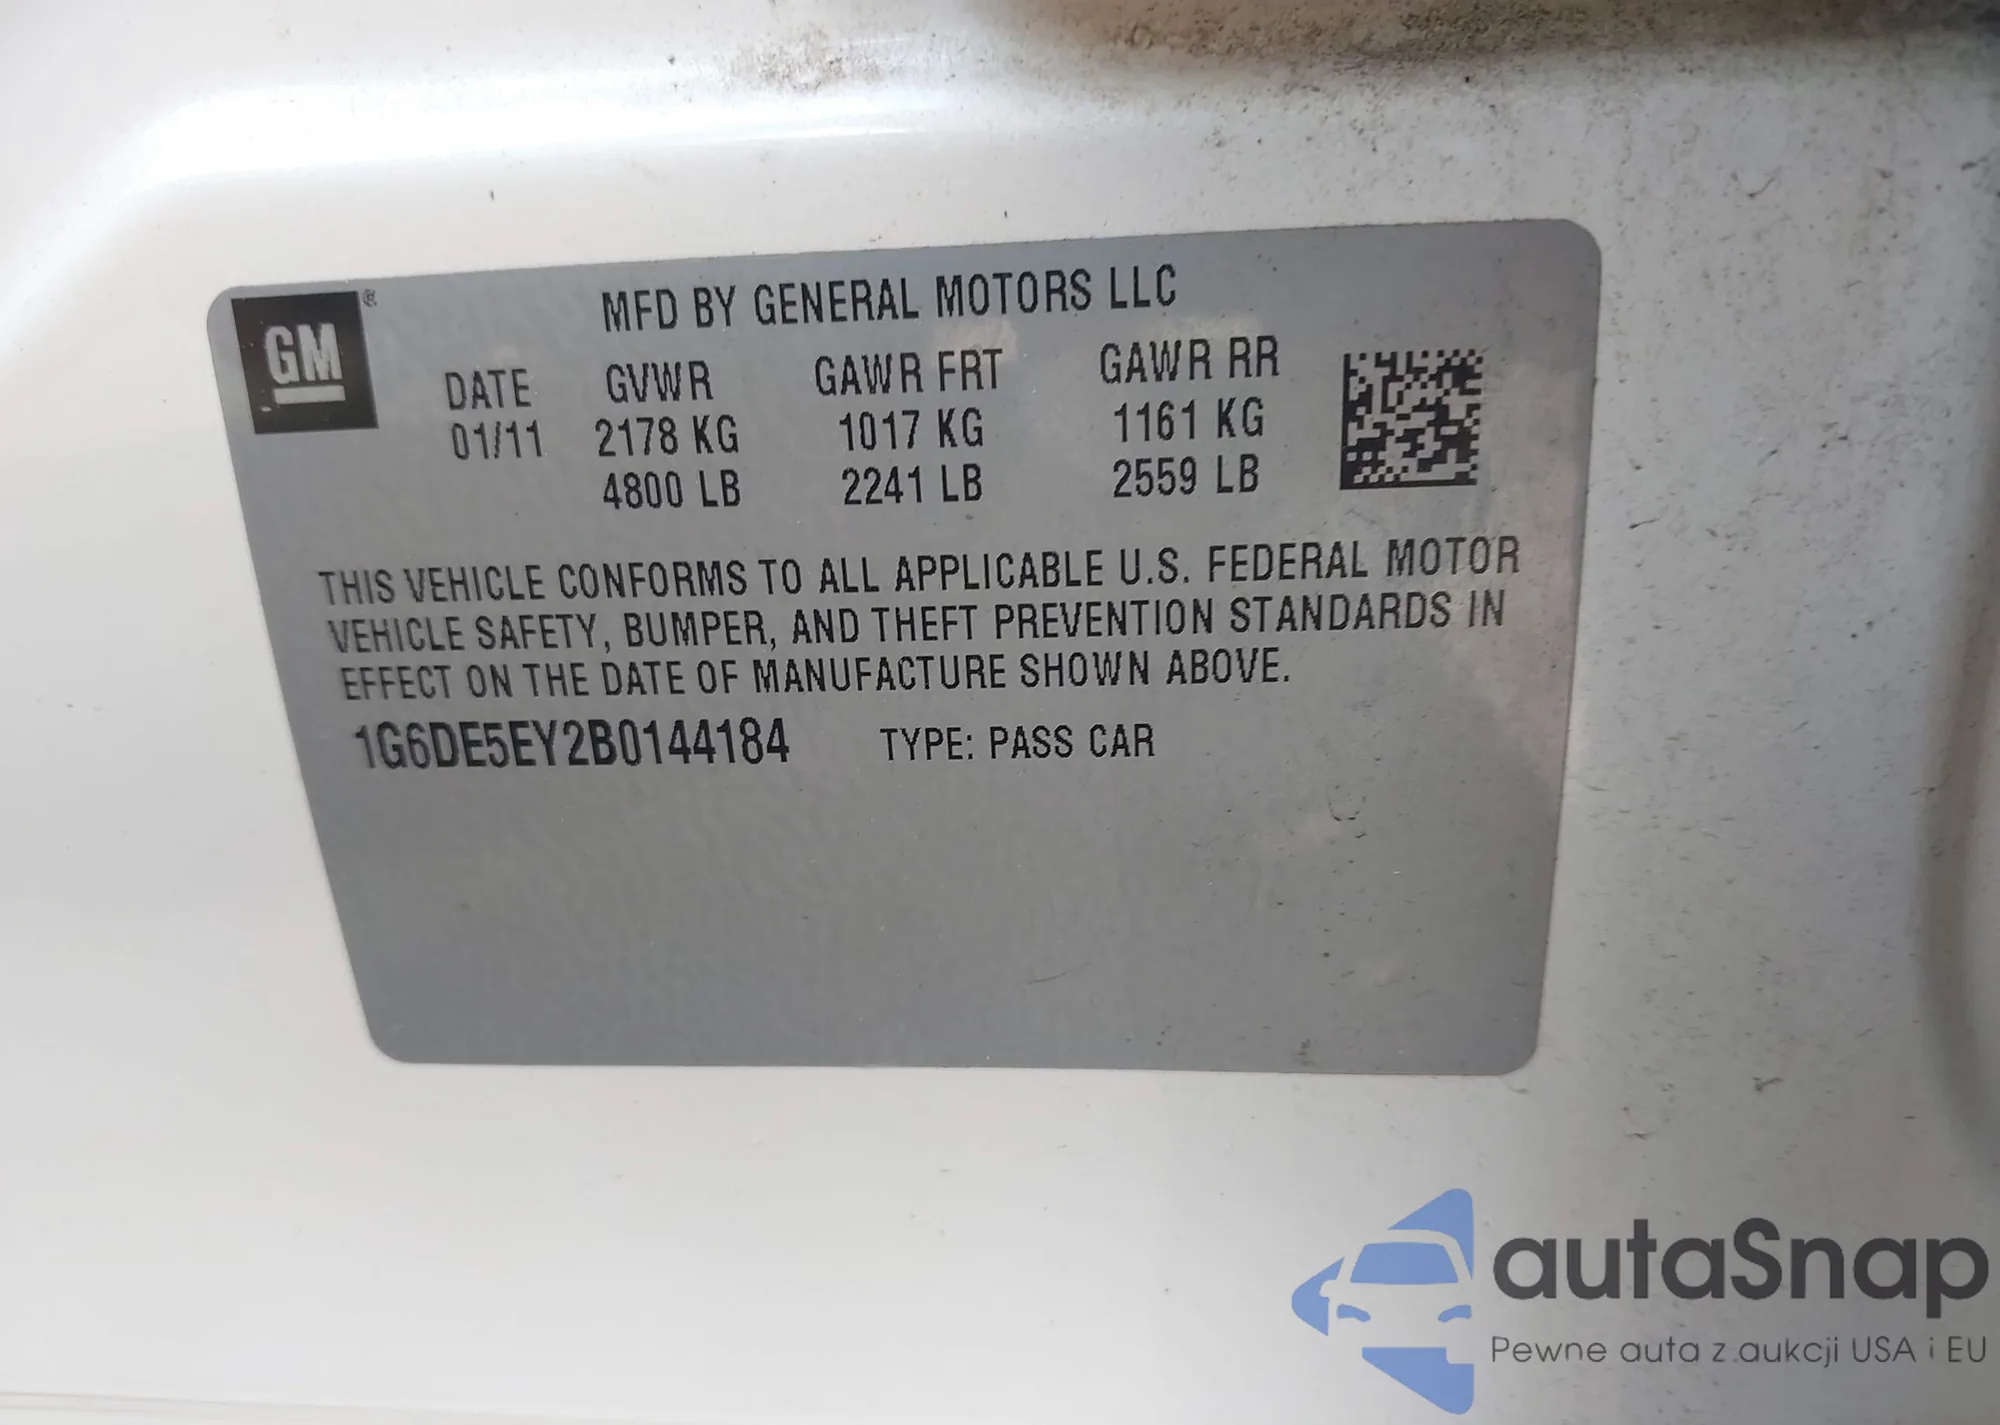 GM ®
MFD BY GENERAL MOTORS LLC
DATE GVWR GAWR FRT GAWR RR
01/11 2178 KG 1017 KG 1161 KG
4800 LB 2241 LB 2559 LB
THIS VEHICLE CONFORMS TO ALL APPLICABLE U.S. FEDERAL MOTOR
VEHICLE SAFETY, BUMPER, AND THEFT PREVENTION STANDARDS IN
EFFECT ON THE DATE OF MANUFACTURE SHOWN ABOVE.
1G6DE5EY2B0144184 TYPE: PASS CAR
autaSnap
Pewne auta z aukcji USA i EU